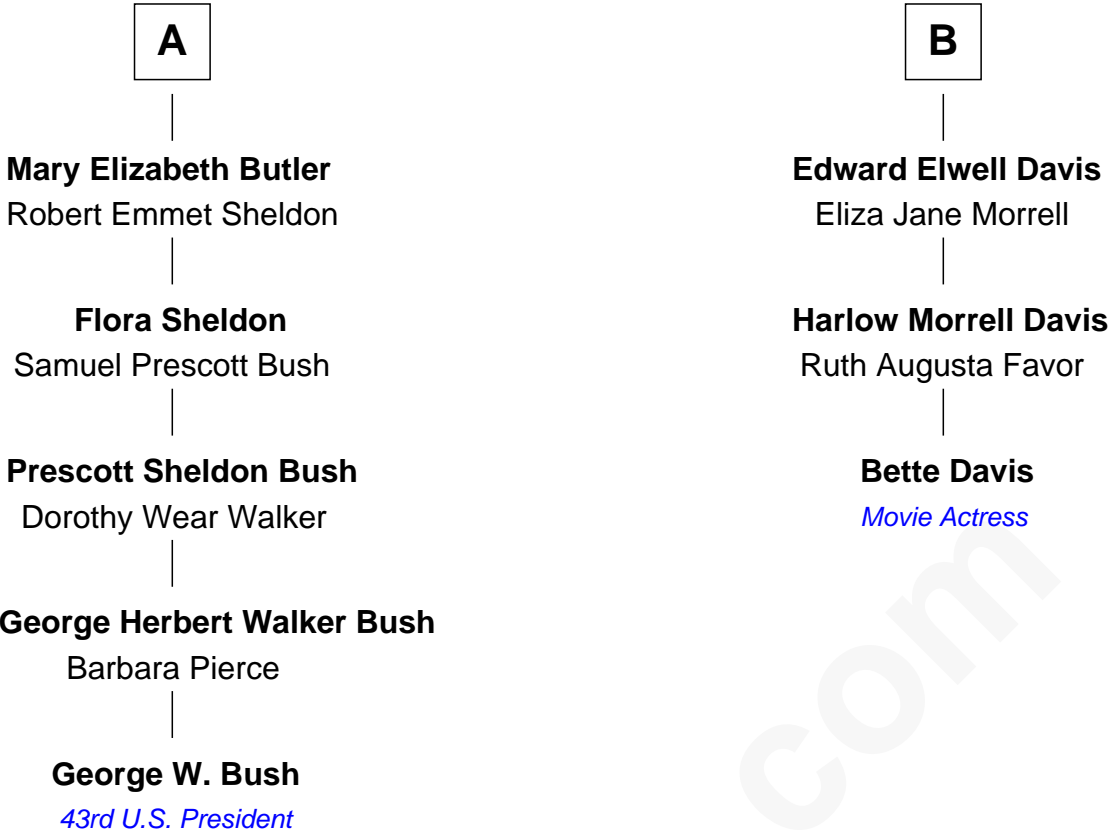 A
Mary Elizabeth Butler
Robert Emmet Sheldon
Flora Sheldon
Samuel Prescott Bush
Prescott Sheldon Bush
Dorothy Wear Walker
George Herbert Walker Bush
Barbara Pierce
George W. Bush
43rd U.S. President
B
Edward Elwell Davis
Eliza Jane Morrell
Harlow Morrell Davis
Ruth Augusta Favor
Bette Davis
Movie Actress
com